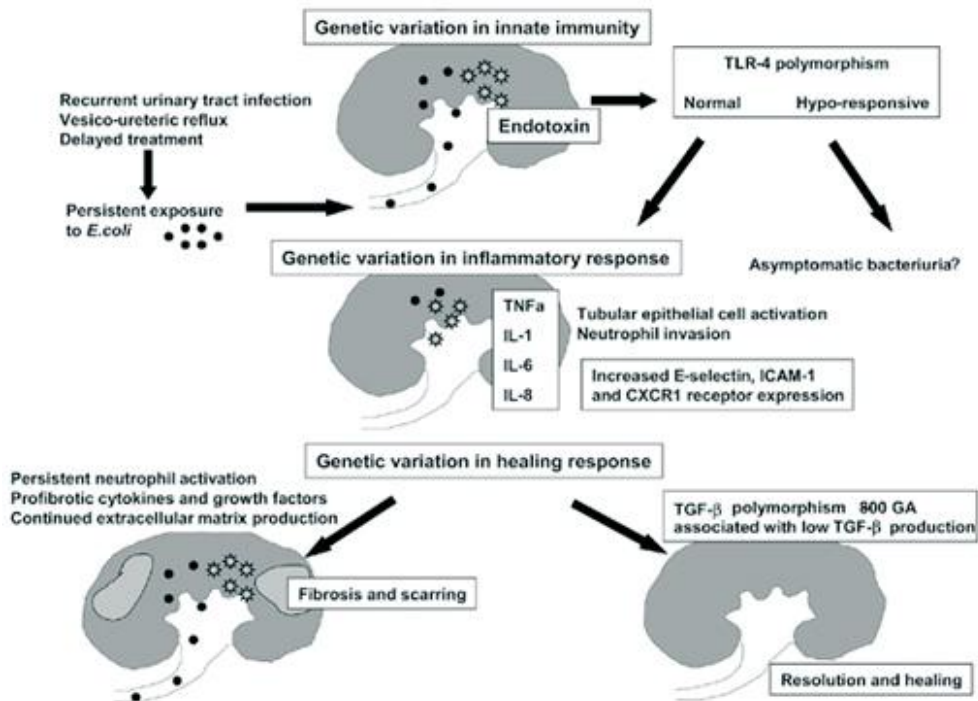 Genetic variation in innate immunity
TLR-4 polymorphism
Normal Hypo-responsive
Recurrent urinary tract infection
Vesico-ureteric reflux
Delayed treatment
Endotoxin
Persistent exposure
to E.coli
Genetic variation in inflammatory response
Asymptomatic bacteriuria?
TNFa
IL-1
IL-6
IL-8
Tubular epithelial cell activation
Neutrophil invasion
Increased E-selectin, ICAM-1
and CXCR1 receptor expression
Genetic variation in healing response
Persistent neutrophil activation
Profibrotic cytokines and growth factors
Continued extracellular matrix production
TGF-β polymorphism 800 GA
associated with low TGF-β production
Fibrosis and scarring
Resolution and healing